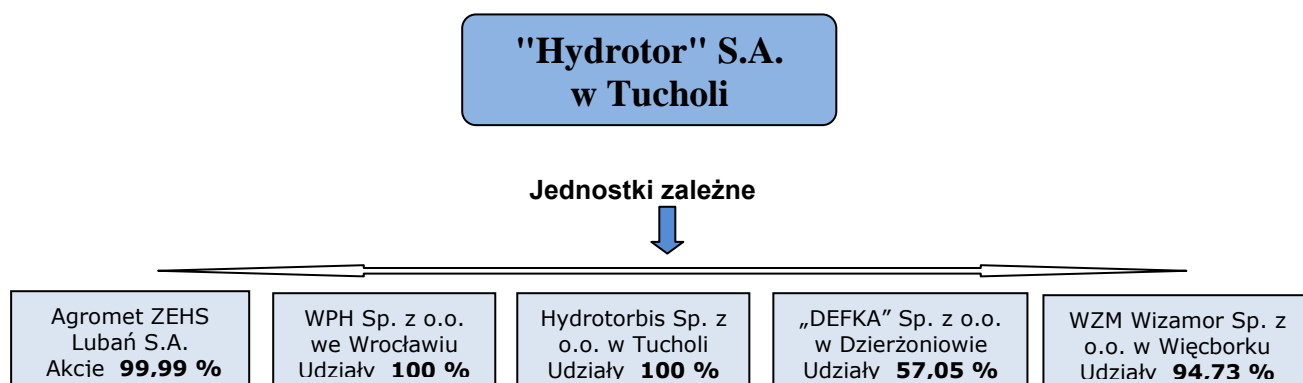 "Hydrotor" S.A.
w Tucholi
Jednostki zależne
Agromet ZEHS
Lubań S.A.
Akcie 99,99 %
WPH Sp. z o.o.
we Wrocławiu
Udziały 100 %
Hydrotorbis Sp. z
o.o. w Tucholi
Udziały 100 %
„DEFKA” Sp. z o.o.
w Dzierżoniowie
Udziały 57,05 %
WZM Wizamor Sp. z
o.o. w Więcborku
Udziały 94,73 %